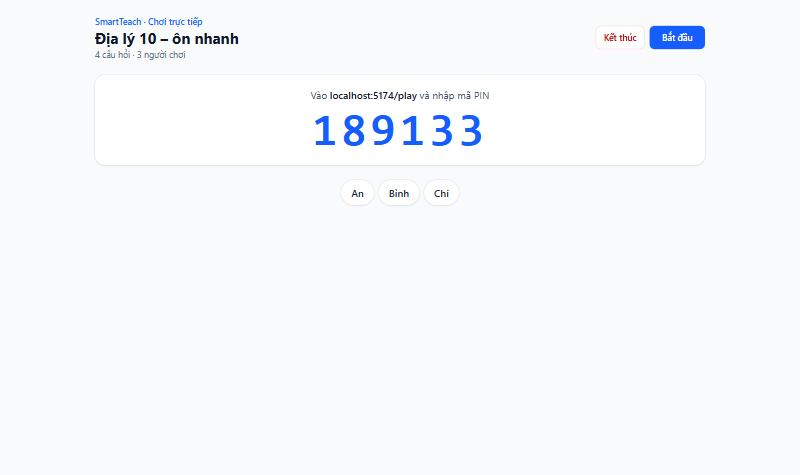 SmartTeach · Chơi trực tiếp
Địa lý 10 – ôn nhanh
4 câu hỏi · 3 người chơi
Kết thúc
Bắt đầu
Vào localhost:5174/play và nhập mã PIN
189133
An
Bình
Chi